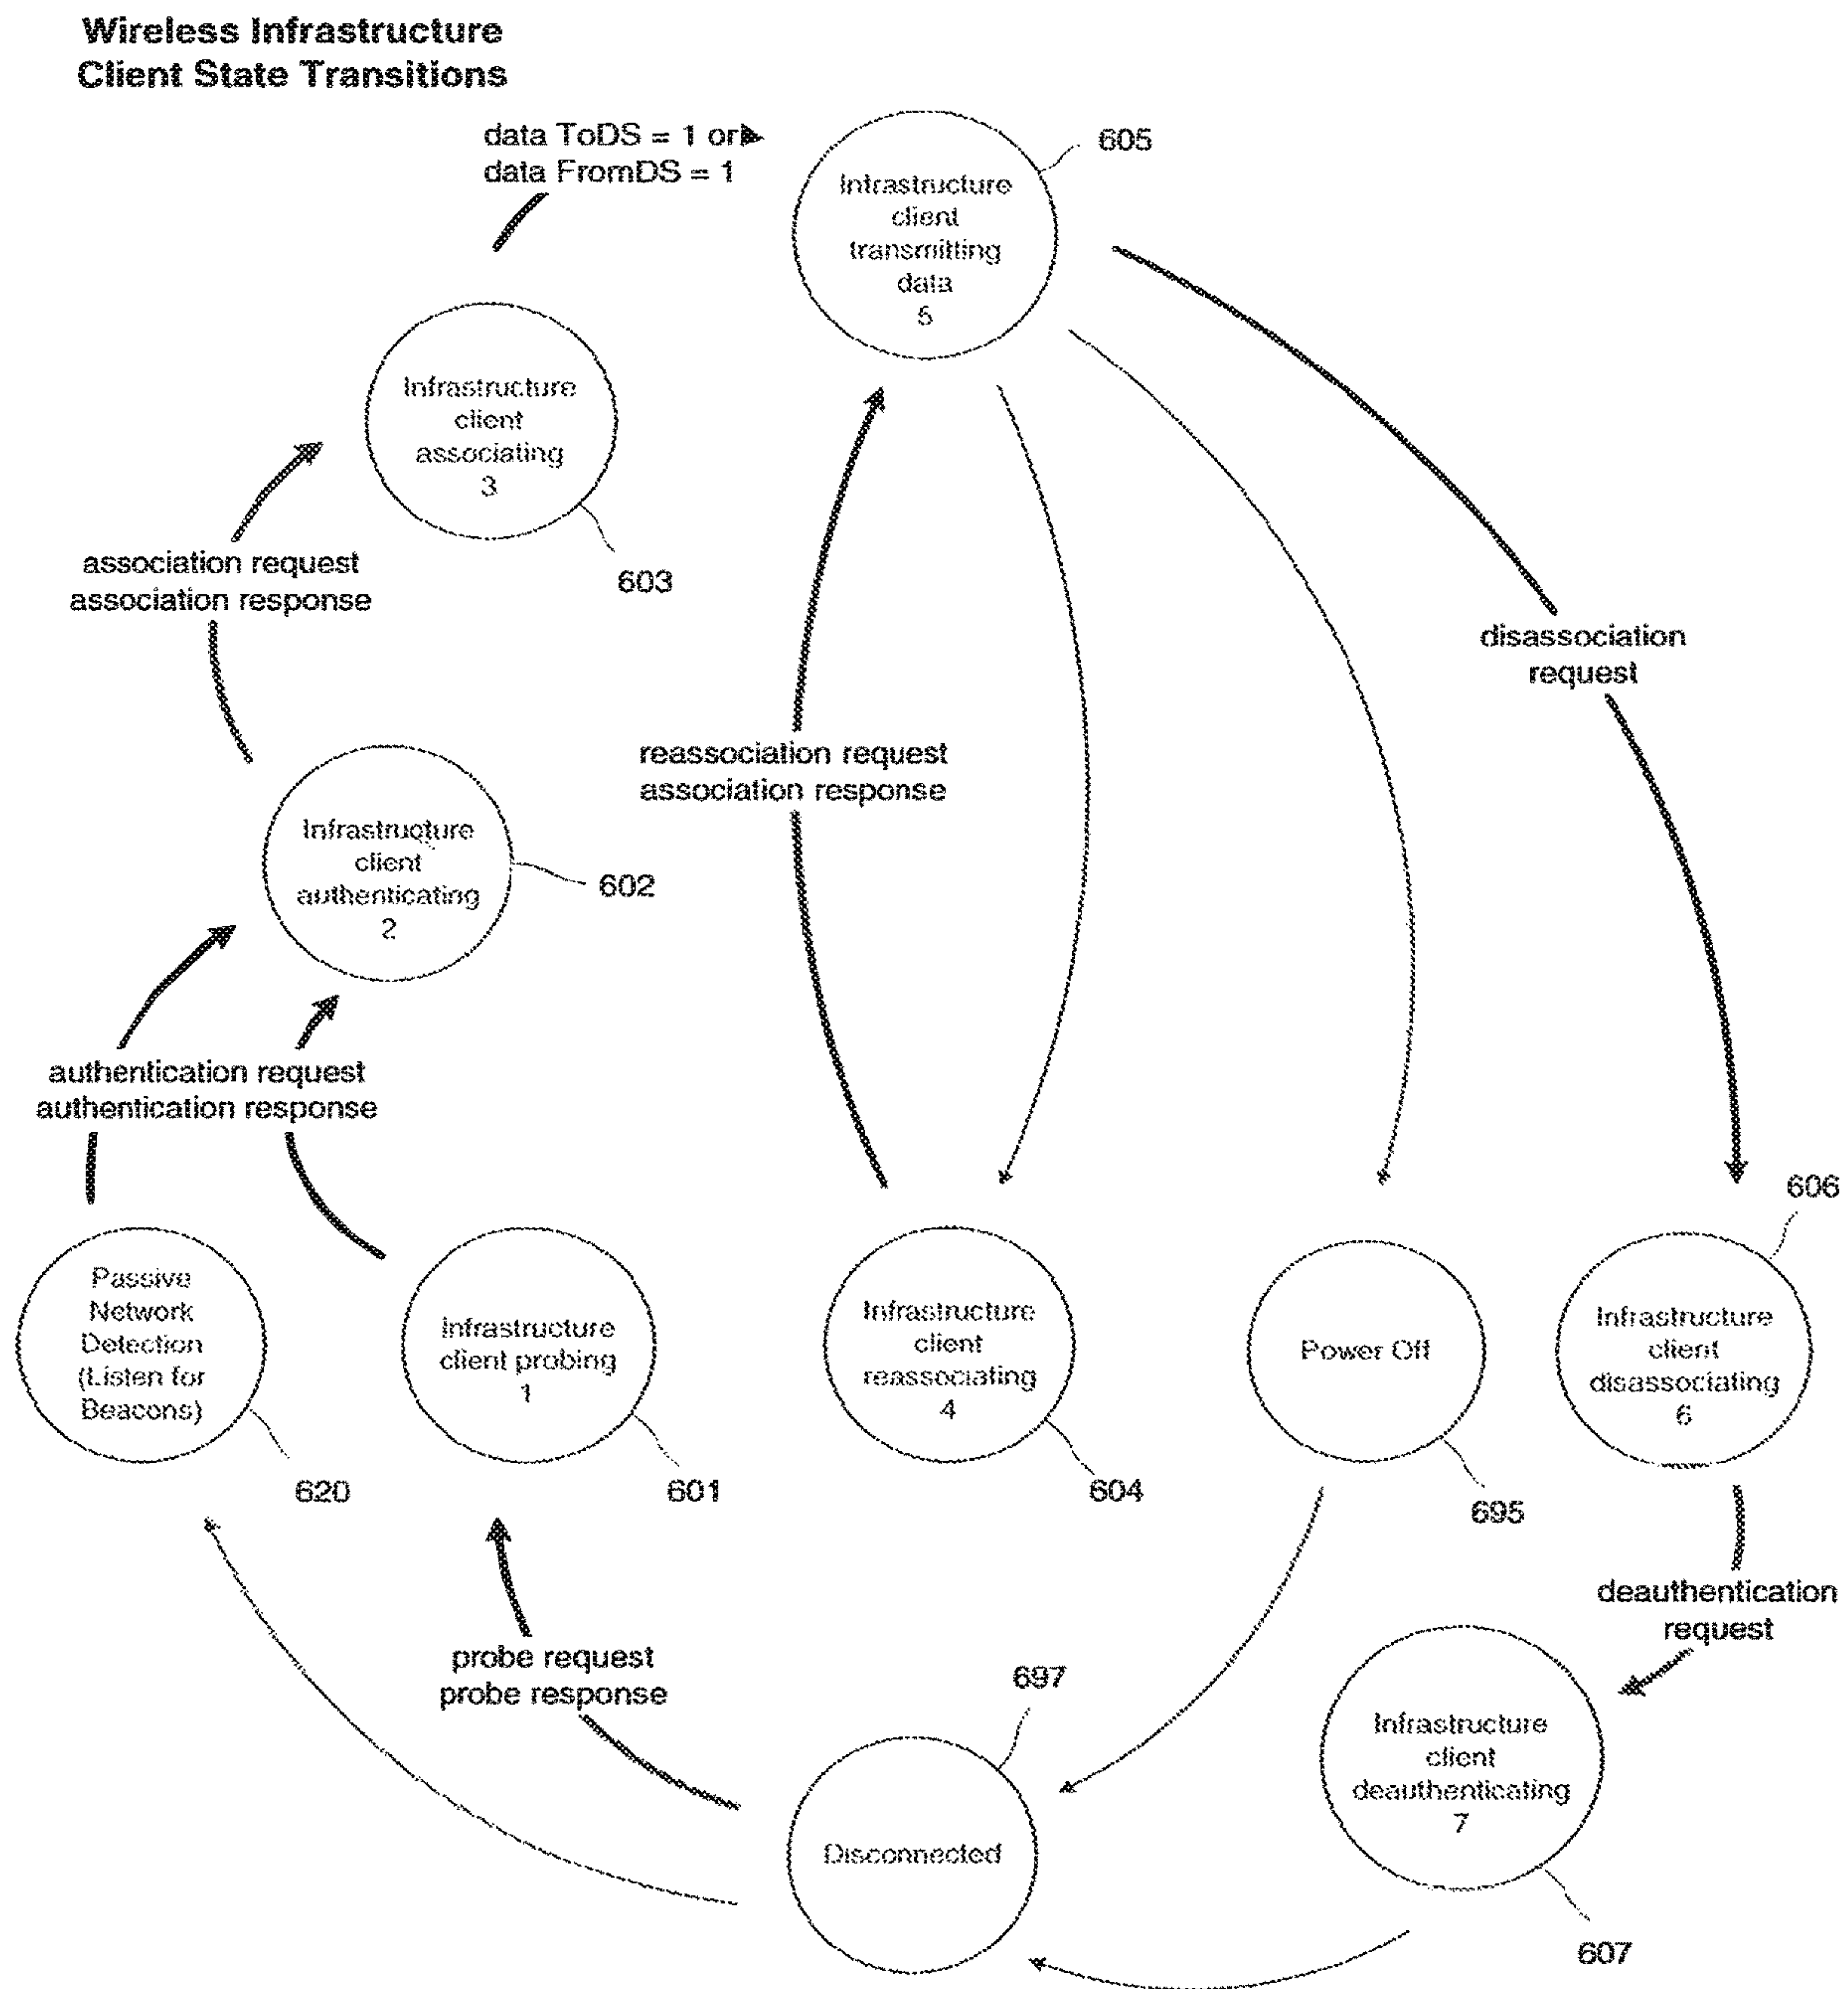 Wireless Infrastructure
Client State Transitions
data ToDS = 1 or
data FromDS = 1
605
Infrastructure
client
transmitting
data
5
Infrastructure
client
associating
3
603
association request
association response
disassociation
request
reassociation request
association response
Infrastructure
client
authenticating
2
602
authentication request
authentication response
606
Passive
Network
Detection
(Listen for
Beacons)
620
Infrastructure
client probing
1
601
Infrastructure
client
reassociating
4
604
Power Off
695
Infrastructure
client
disassociating
6
deauthentication
request
probe request
probe response
697
Disconnected
Infrastructure
client
deauthenticating
7
607